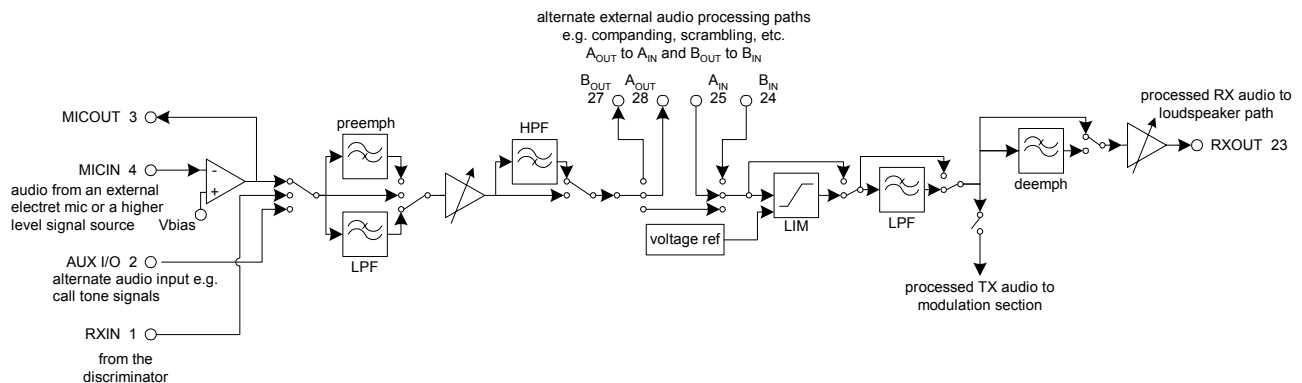 alternate external audio processing paths
e.g. companding, scrambling, etc.
AOUT to AIN and BOUT to BIN
BOUT
27
AOUT
28
AIN
25
BIN
24
MICOUT 3
MICIN 4
audio from an external
electret mic or a higher
level signal source
-
+
Vbias
AUX I/O 2
alternate audio input e.g.
call tone signals
RXIN 1
from the
discriminator
preemph
LPF
HPF
voltage ref
LIM
LPF
deemph
processed TX audio to
modulation section
processed RX audio to
loudspeaker path
RXOUT 23